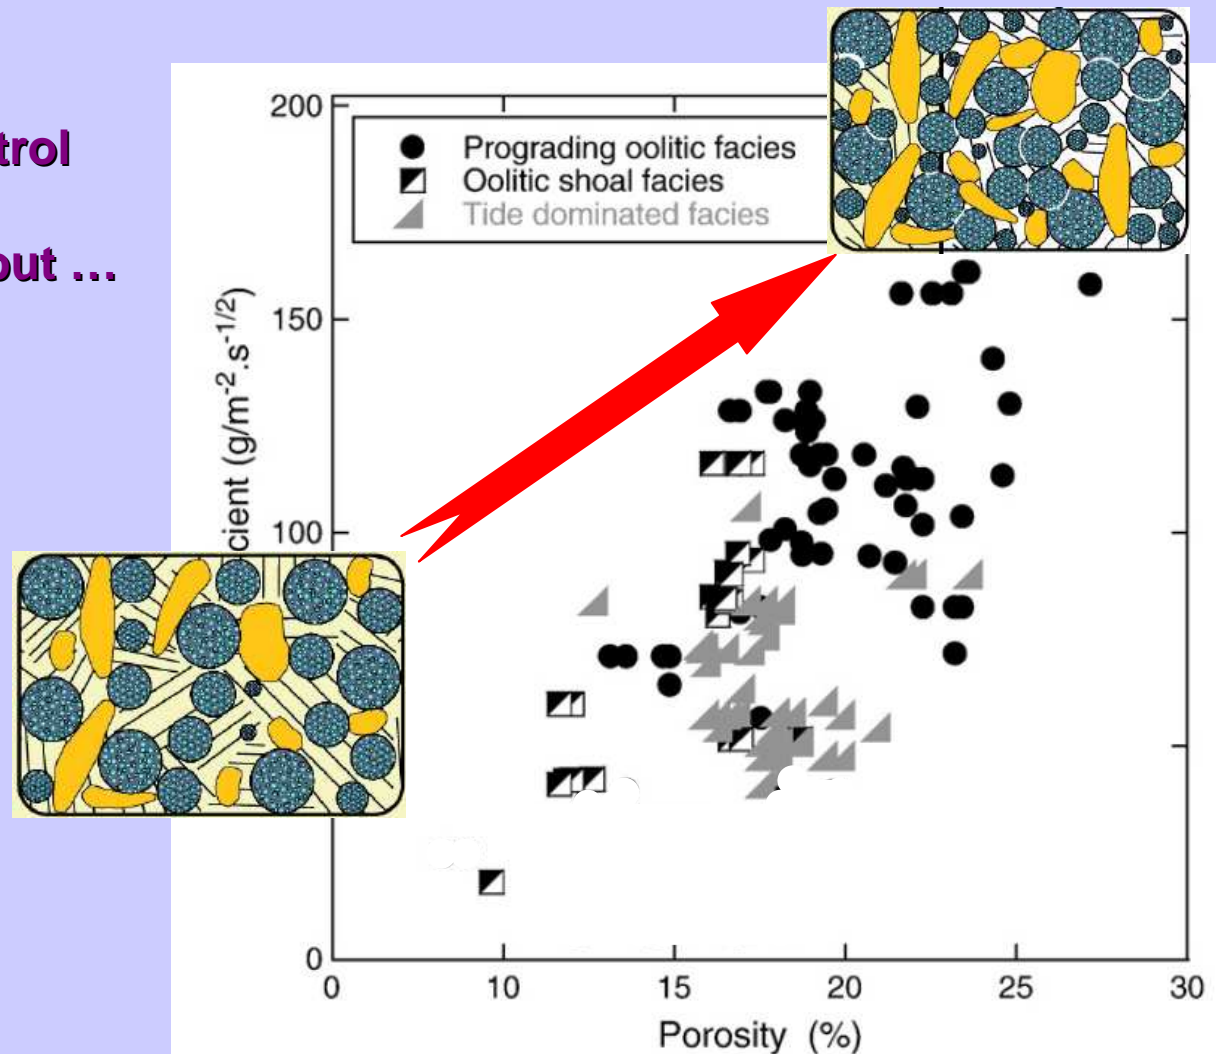 trol
out …
200
Prograding oolitic facies
Oolitic shoal facies
Tide dominated facies
150
100
cient (g/m-2.s-1/2)
0
0 10 15 20 25 30
Porosity (%)